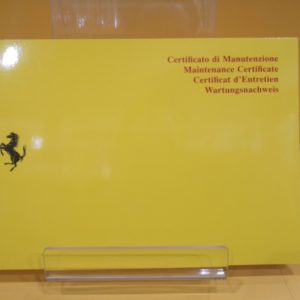 Certificato di Manutenzione
Maintenance Certificate
Certificat d'Entretien
Wartungsnachweis